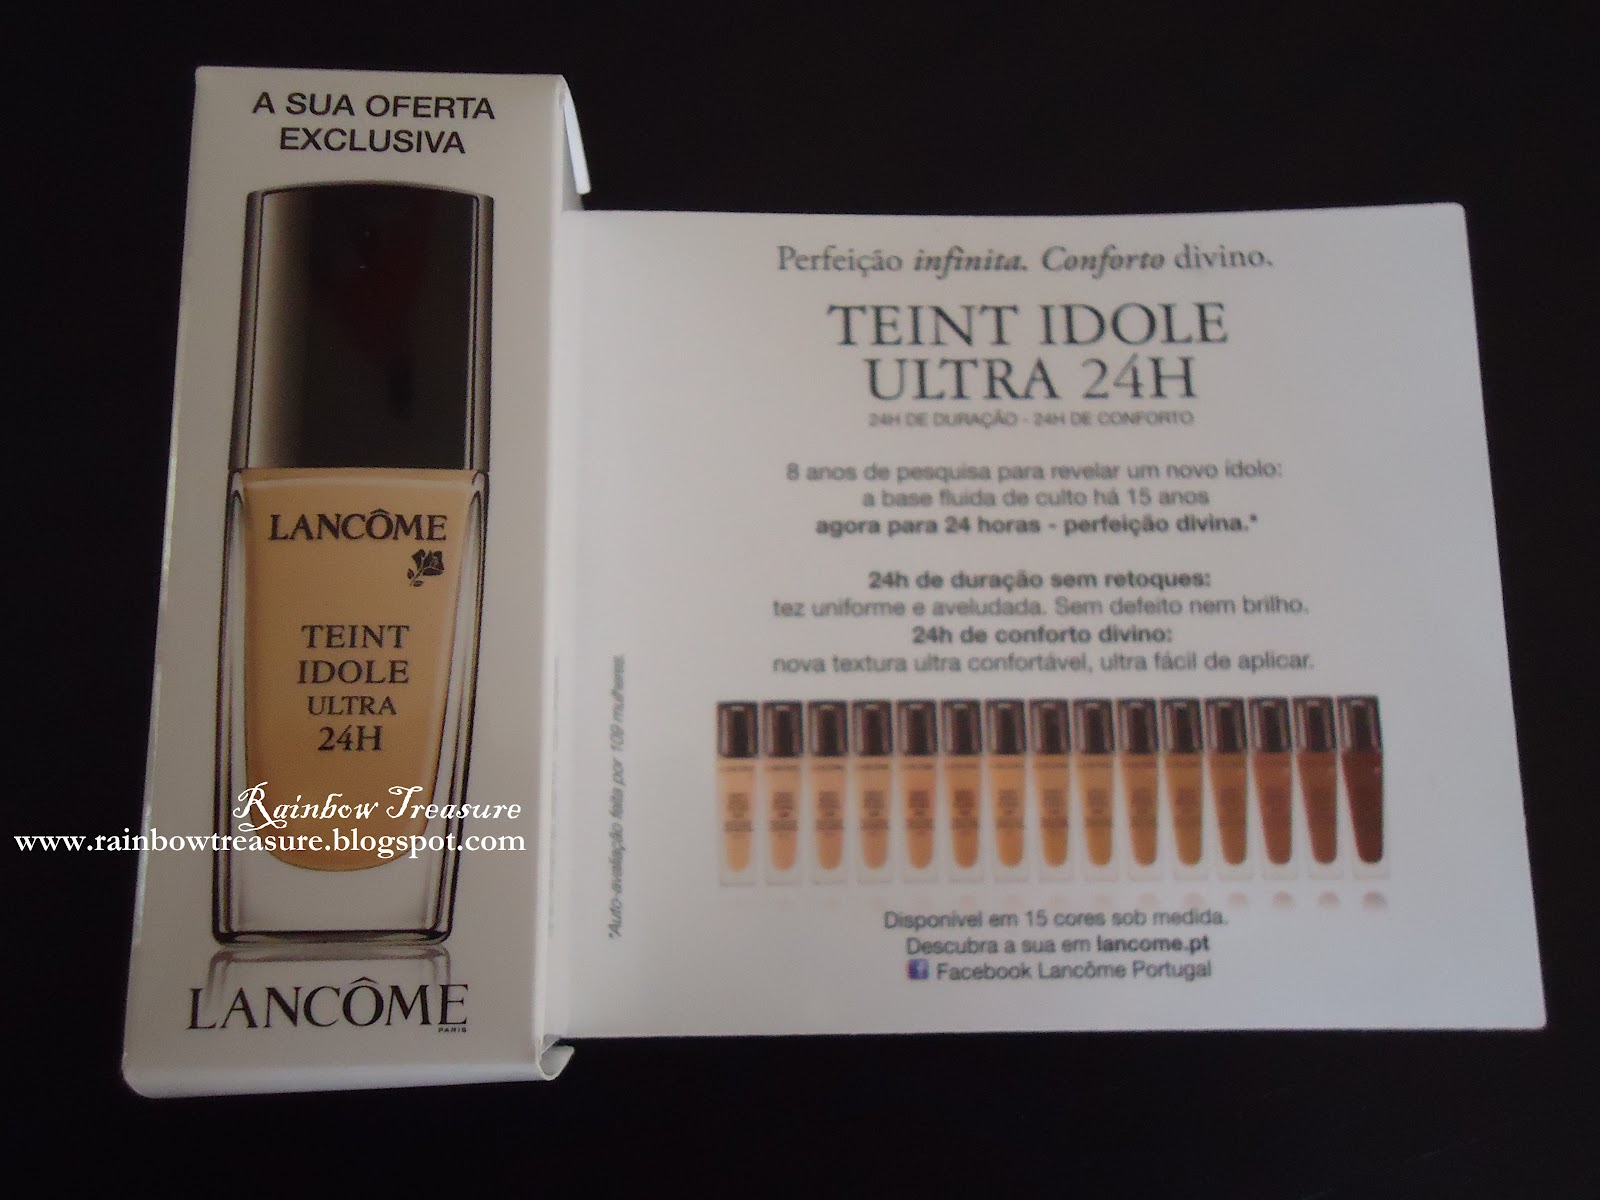 A SUA OFERTA
EXCLUSIVA
LANCÔME
TEINT
IDOLE
ULTRA
24H
Rainbow Treasure
www.rainbowtreasure.blogspot.com
LANCÔME
PARIS
Perfeição infinita. Conforto divino.
TEINT IDOLE
ULTRA 24H
24H DE DURAÇÃO - 24H DE CONFORTO
8 anos de pesquisa para revelar um novo ídolo:
a base fluida de culto há 15 anos
agora para 24 horas - perfeição divina.*
24h de duração sem retoques:
tez uniforme e aveludada. Sem defeito nem brilho.
24h de conforto divino:
nova textura ultra confortável, ultra fácil de aplicar.
*Auto-avaliação feita por 109 mulheres.
Disponível em 15 cores sob medida.
Descubra a sua em lancome.pt
Facebook Lancôme Portugal